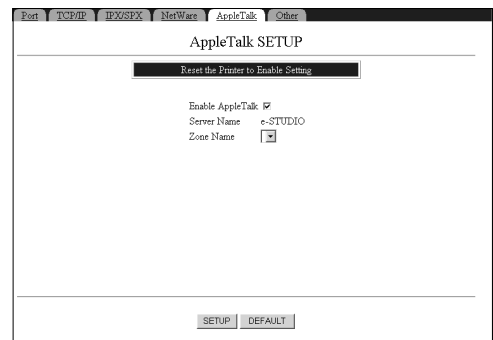 Port TCP/IP IPX/SPX NetWare AppleTalk Other
AppleTalk SETUP
Reset the Printer to Enable Setting
Enable AppleTalk
Server Name e-STUDIO
Zone Name
SETUP DEFAULT